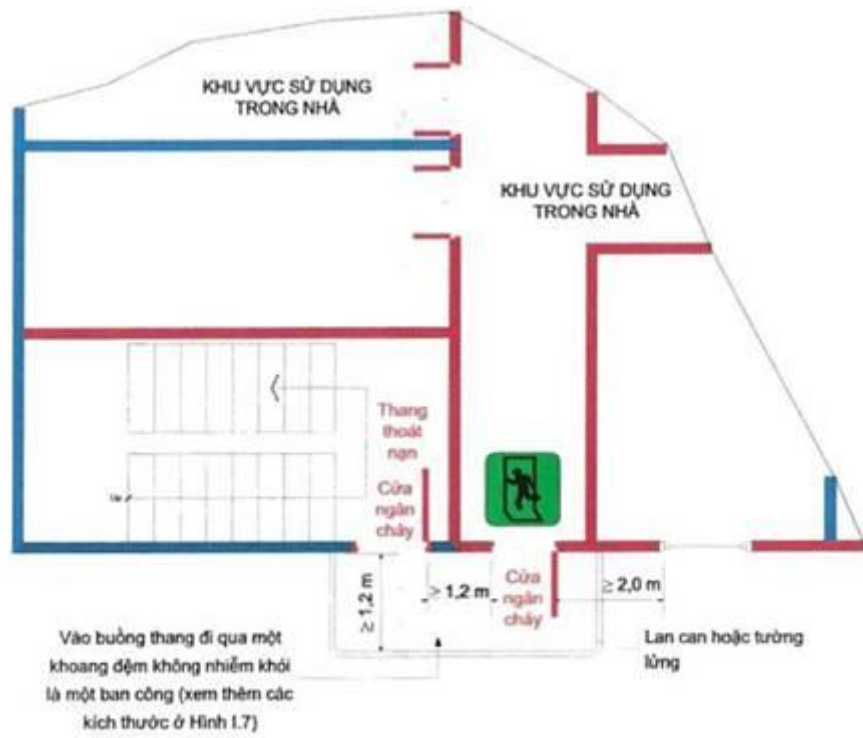 KHU VỰC SỬ DỤNG
TRONG NHÀ
KHU VỰC SỬ DỤNG
TRONG NHÀ
Thang
thoát
nạn
Cửa
ngăn
cháy
≥ 1,2 m
≥ 1,2 m
Cửa
ngăn
cháy
≥ 2,0 m
Vào buồng thang đi qua một
khoang đệm không nhiễm khói
là một ban công (xem thêm các
kích thước ở Hình I.7)
Lan can hoặc tường
lửng